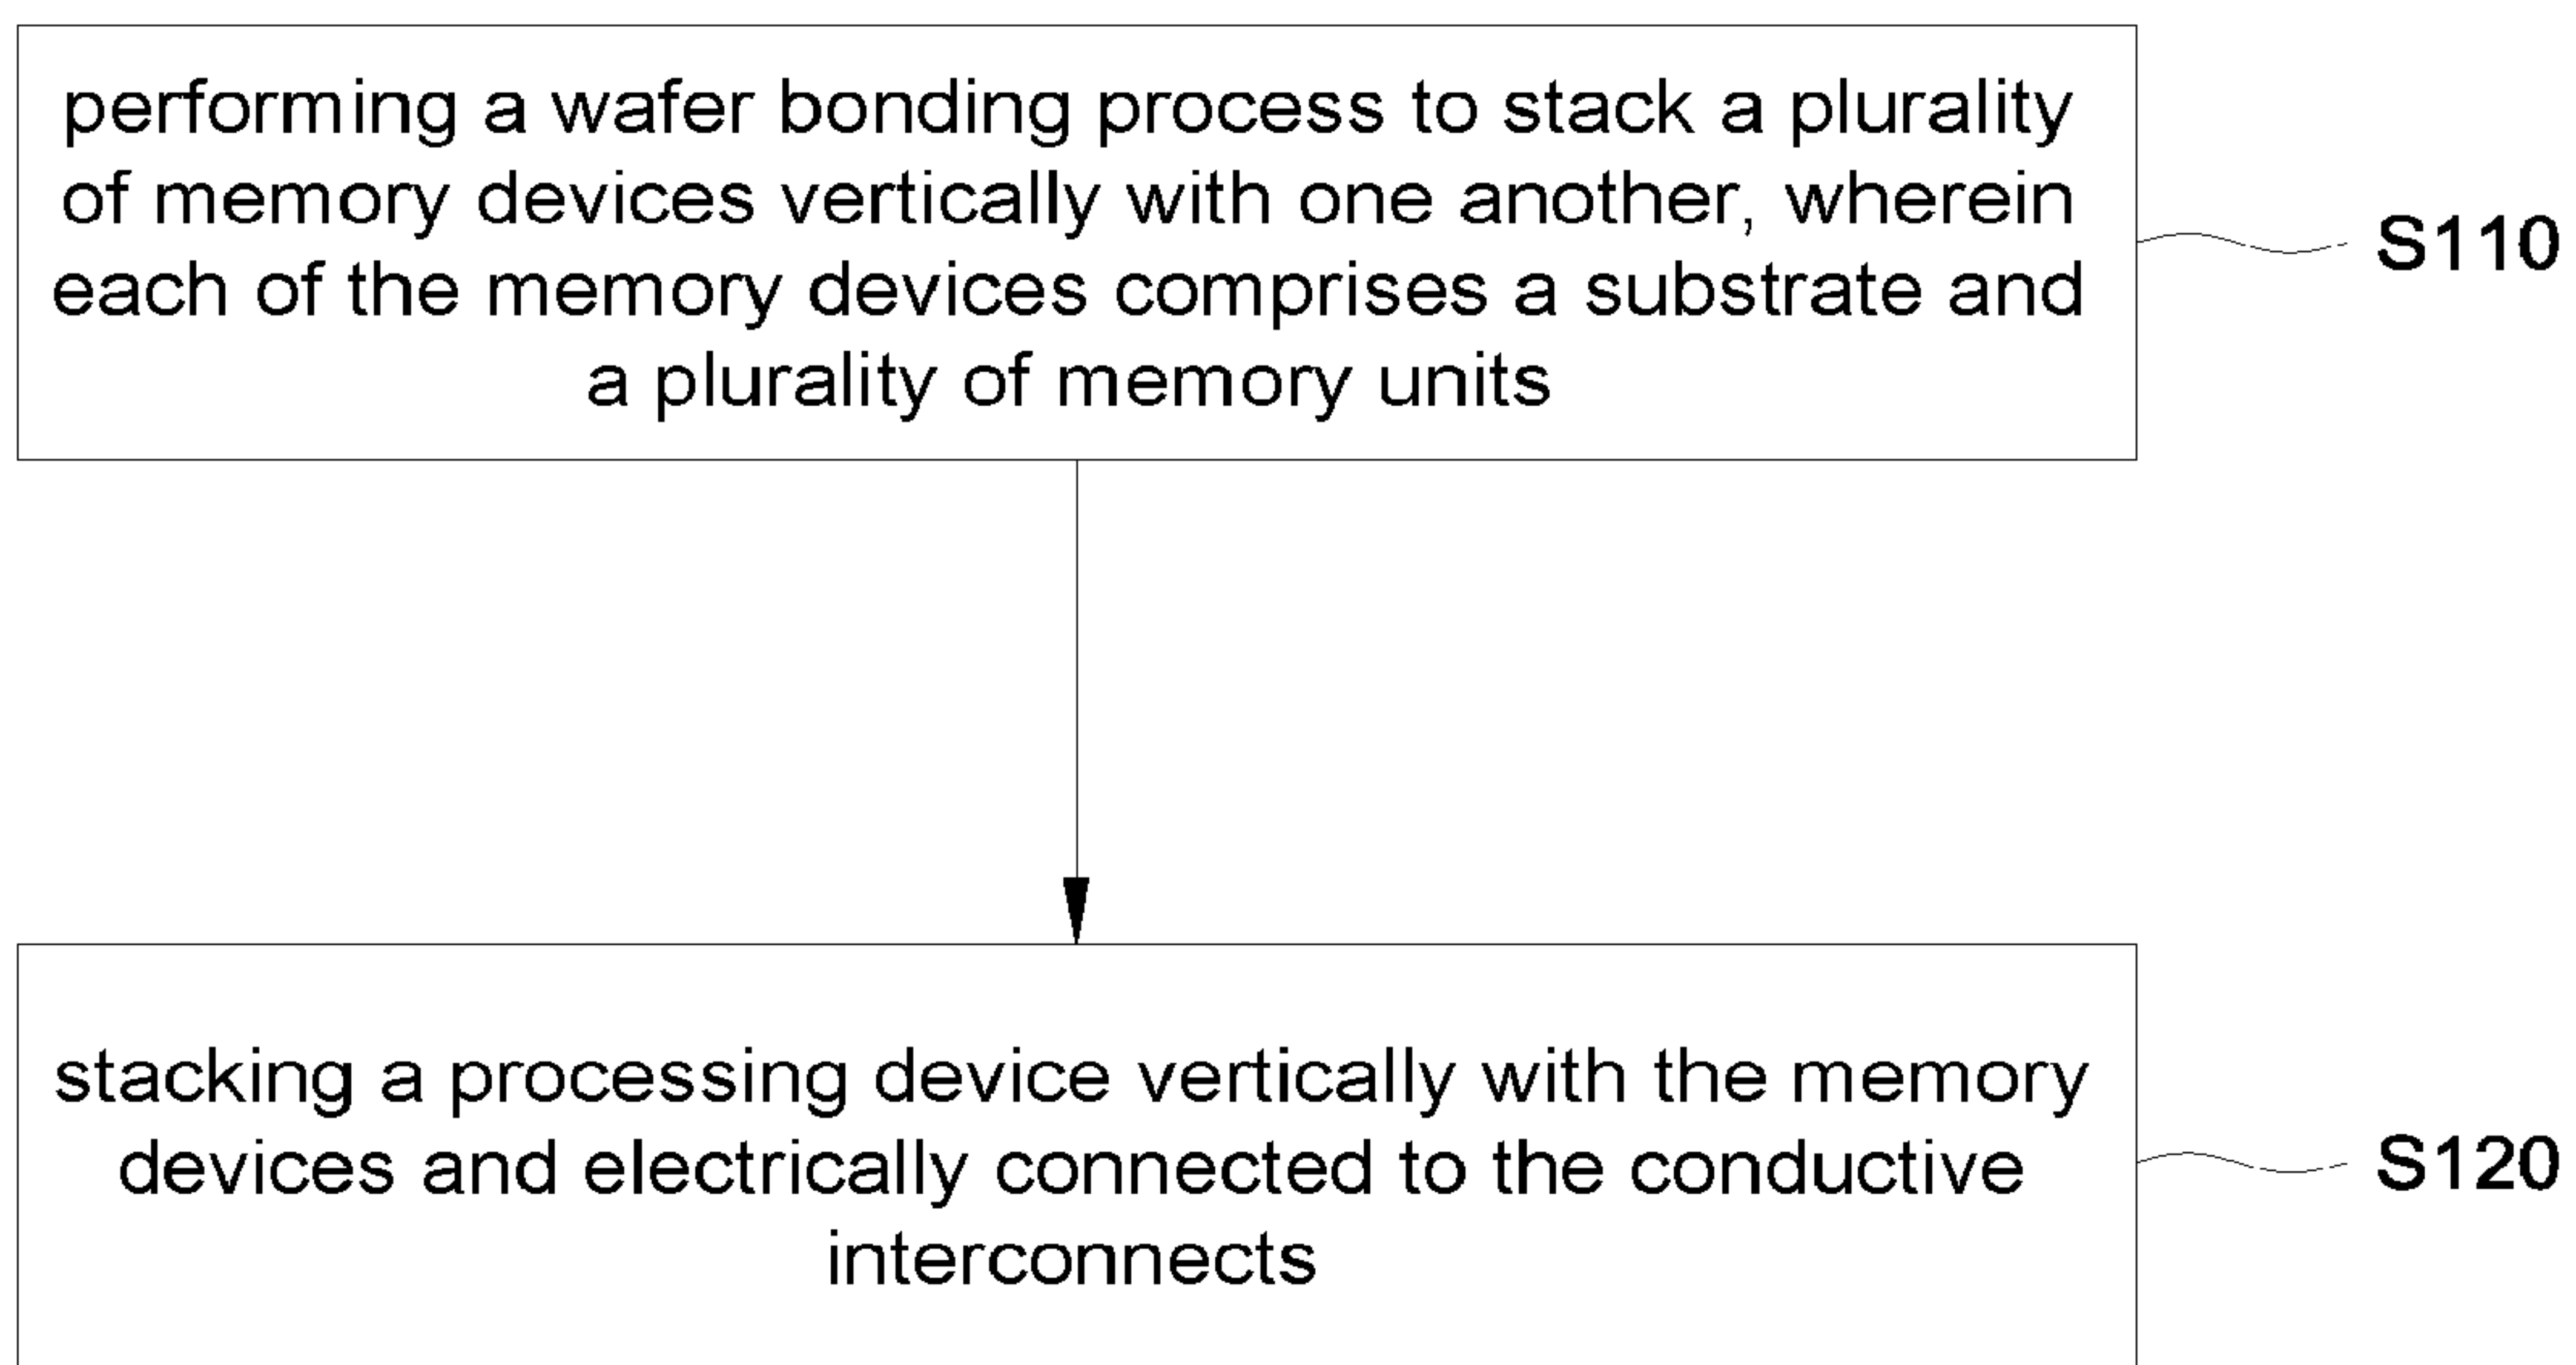 performing a wafer bonding process to stack a plurality
of memory devices vertically with one another, wherein
each of the memory devices comprises a substrate and
a plurality of memory units
S110
stacking a processing device vertically with the memory
devices and electrically connected to the conductive
interconnects
S120